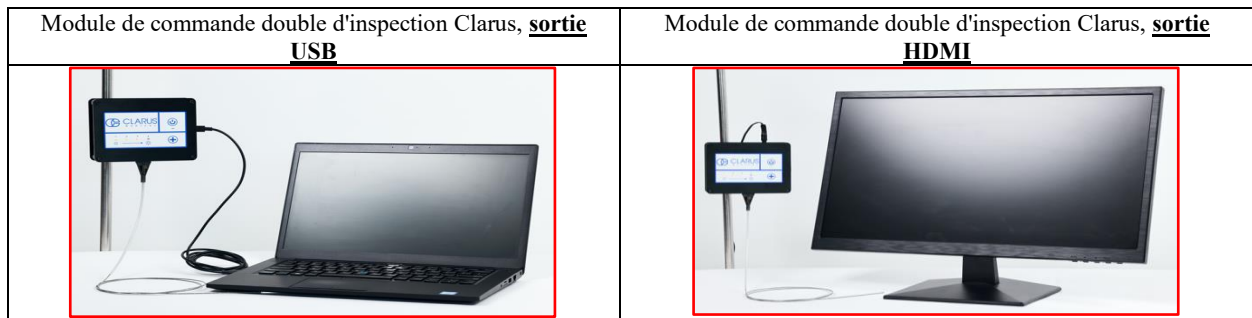 Module de commande double d'inspection Clarus, sortie
USB
Module de commande double d'inspection Clarus, sortie
HDMI
CLARUS
CLARUS